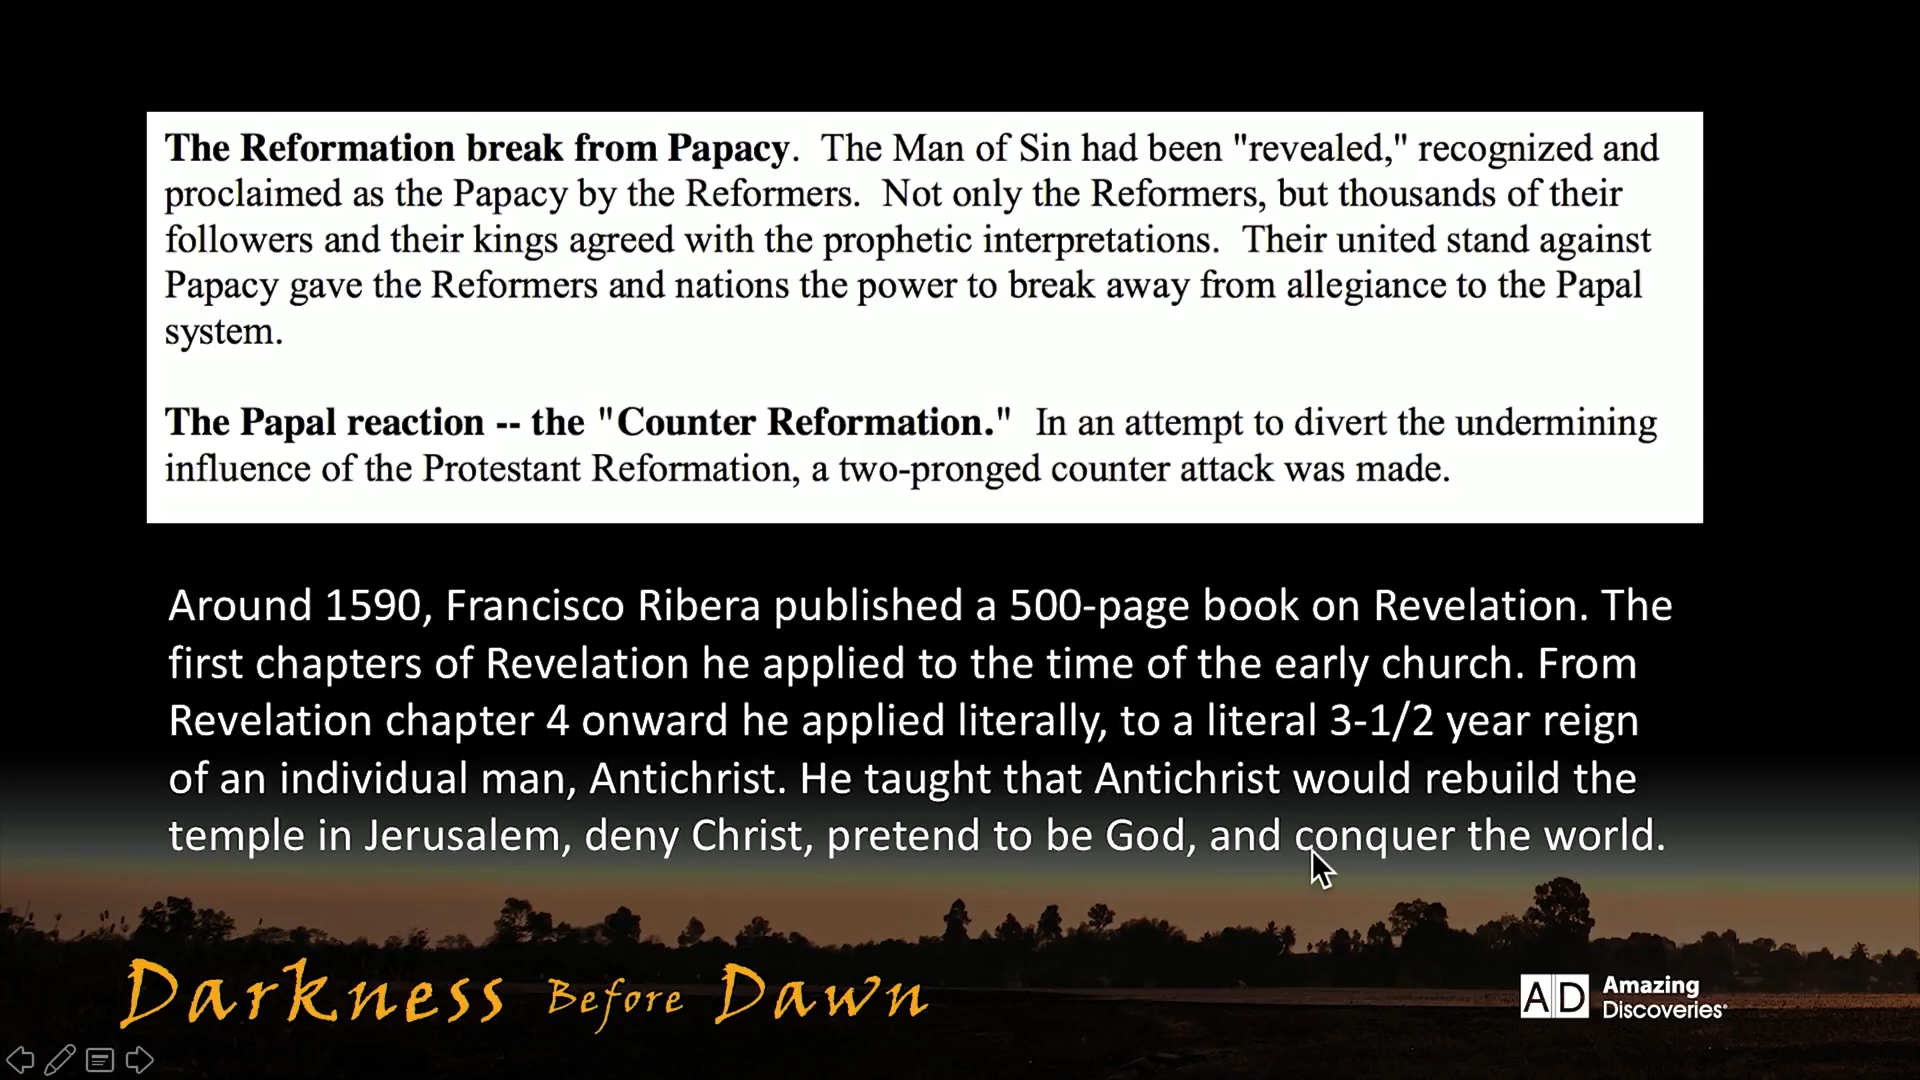 The Reformation break from Papacy.  The Man of Sin had been "revealed," recognized and
proclaimed as the Papacy by the Reformers.  Not only the Reformers, but thousands of their
followers and their kings agreed with the prophetic interpretations.  Their united stand against
Papacy gave the Reformers and nations the power to break away from allegiance to the Papal
system.
The Papal reaction -- the "Counter Reformation."  In an attempt to divert the undermining
influence of the Protestant Reformation, a two-pronged counter attack was made.
Around 1590, Francisco Ribera published a 500-page book on Revelation. The
first chapters of Revelation he applied to the time of the early church. From
Revelation chapter 4 onward he applied literally, to a literal 3-1/2 year reign
of an individual man, Antichrist. He taught that Antichrist would rebuild the
temple in Jerusalem, deny Christ, pretend to be God, and conquer the world.
Darkness Before Dawn
AD Amazing
Discoveries